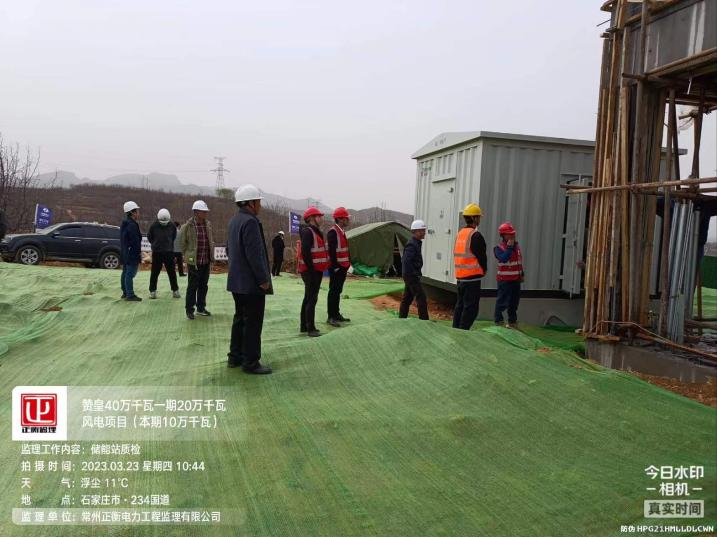 正衡监理
赞皇40万千瓦一期20万千瓦
风电项目（本期10万千瓦）
监理工作内容：储能站质检
拍摄时间：2023.03.23 星期四 10:44
天气：浮尘 11℃
地点：石家庄市·234国道
监理单位：常州正衡电力工程监理有限公司
今日水印
-相机-
真实时间
防伪 HPG21HMLLDLCWN